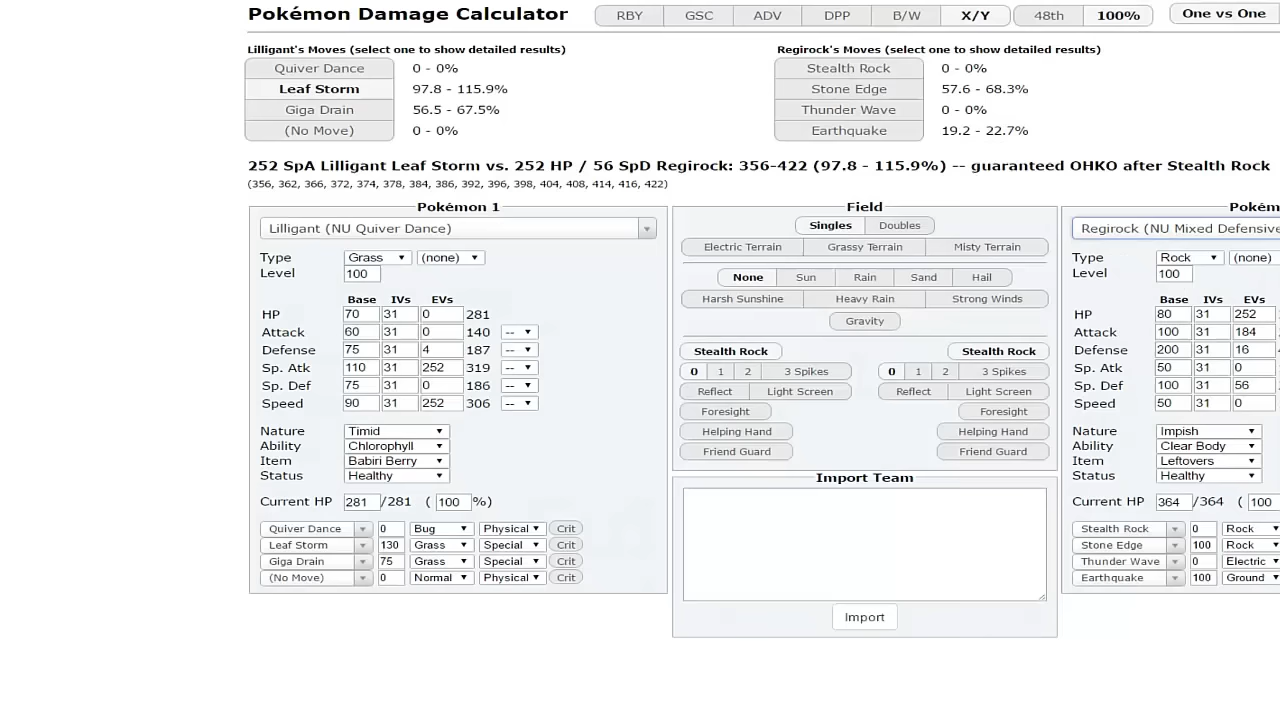 Pokémon Damage Calculator RBY GSC ADV DPP B/W X/Y 48th 100% One vs One
Lilligant's Moves (select one to show detailed results) Regirock's Moves (select one to show detailed results)
Quiver Dance 0 - 0% Stealth Rock 0 - 0%
Leaf Storm 97.8 - 115.9% Stone Edge 57.6 - 68.3%
Giga Drain 56.5 - 67.5% Thunder Wave 0 - 0%
(No Move) 0 - 0% Earthquake 19.2 - 22.7%
252 SpA Lilligant Leaf Storm vs. 252 HP / 56 SpD Regirock: 356-422 (97.8 - 115.9%) -- guaranteed OHKO after Stealth Rock
(356, 362, 366, 372, 374, 378, 384, 386, 392, 396, 398, 404, 408, 414, 416, 422)
Pokémon 1
Lilligant (NU Quiver Dance)
Type Grass (none)
Level 100
Base IVs EVs
HP 70 31 0 281
Attack 60 31 0 140 --
Defense 75 31 4 187 --
Sp. Atk 110 31 252 319 --
Sp. Def 75 31 0 186 --
Speed 90 31 252 306 --
Nature Timid
Ability Chlorophyll
Item Babiri Berry
Status Healthy
Current HP 281 /281 ( 100 %)
Quiver Dance 0 Bug Physical Crit
Leaf Storm 130 Grass Special Crit
Giga Drain 75 Grass Special Crit
(No Move) 0 Normal Physical Crit
Field
Singles Doubles
Electric Terrain Grassy Terrain Misty Terrain
None Sun Rain Sand Hail
Harsh Sunshine Heavy Rain Strong Winds
Gravity
Stealth Rock Stealth Rock
0 1 2 3 Spikes 0 1 2 3 Spikes
Reflect Light Screen Reflect Light Screen
Foresight Foresight
Helping Hand Helping Hand
Friend Guard Friend Guard
Import Team
Import
Pokém
Regirock (NU Mixed Defensive
Type Rock (none)
Level 100
Base IVs EVs
HP 80 31 252
Attack 100 31 184
Defense 200 31 16
Sp. Atk 50 31 0
Sp. Def 100 31 56
Speed 50 31 0
Nature Impish
Ability Clear Body
Item Leftovers
Status Healthy
Current HP 364 /364 ( 100
Stealth Rock 0 Rock
Stone Edge 100 Rock
Thunder Wave 0 Electric
Earthquake 100 Ground